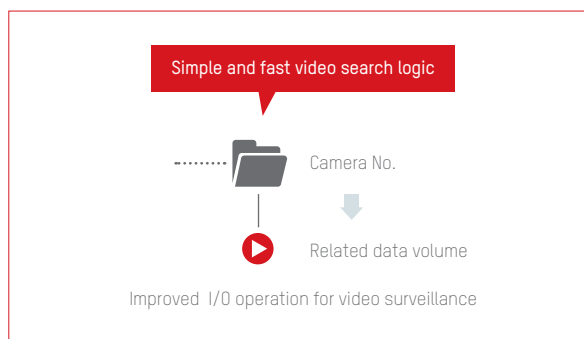 Simple and fast video search logic
Camera No.
Related data volume
Improved I/O operation for video surveillance